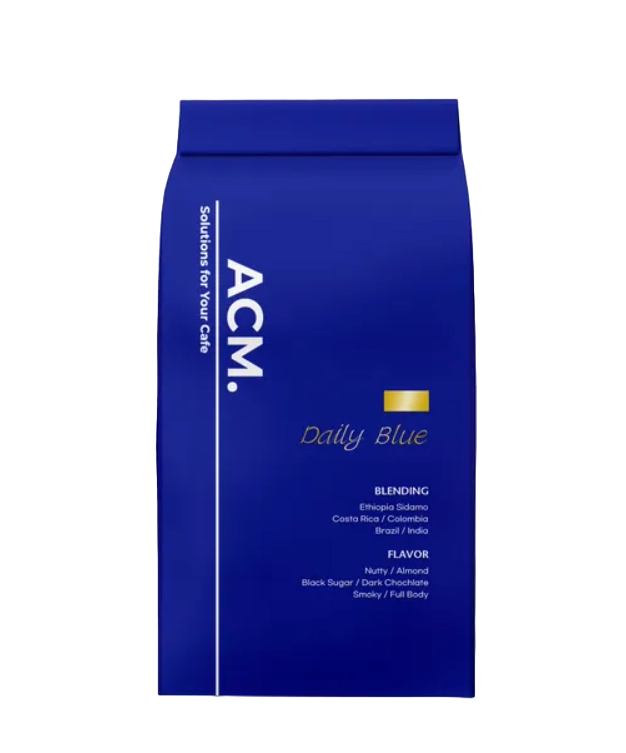 Solutions for Your Cafe
ACM.
Daily Blue
BLENDING
Ethiopia Sidamo
Costa Rica / Colombia
Brazil / India
FLAVOR
Nutty / Almond
Black Sugar / Dark Chochlate
Smoky / Full Body